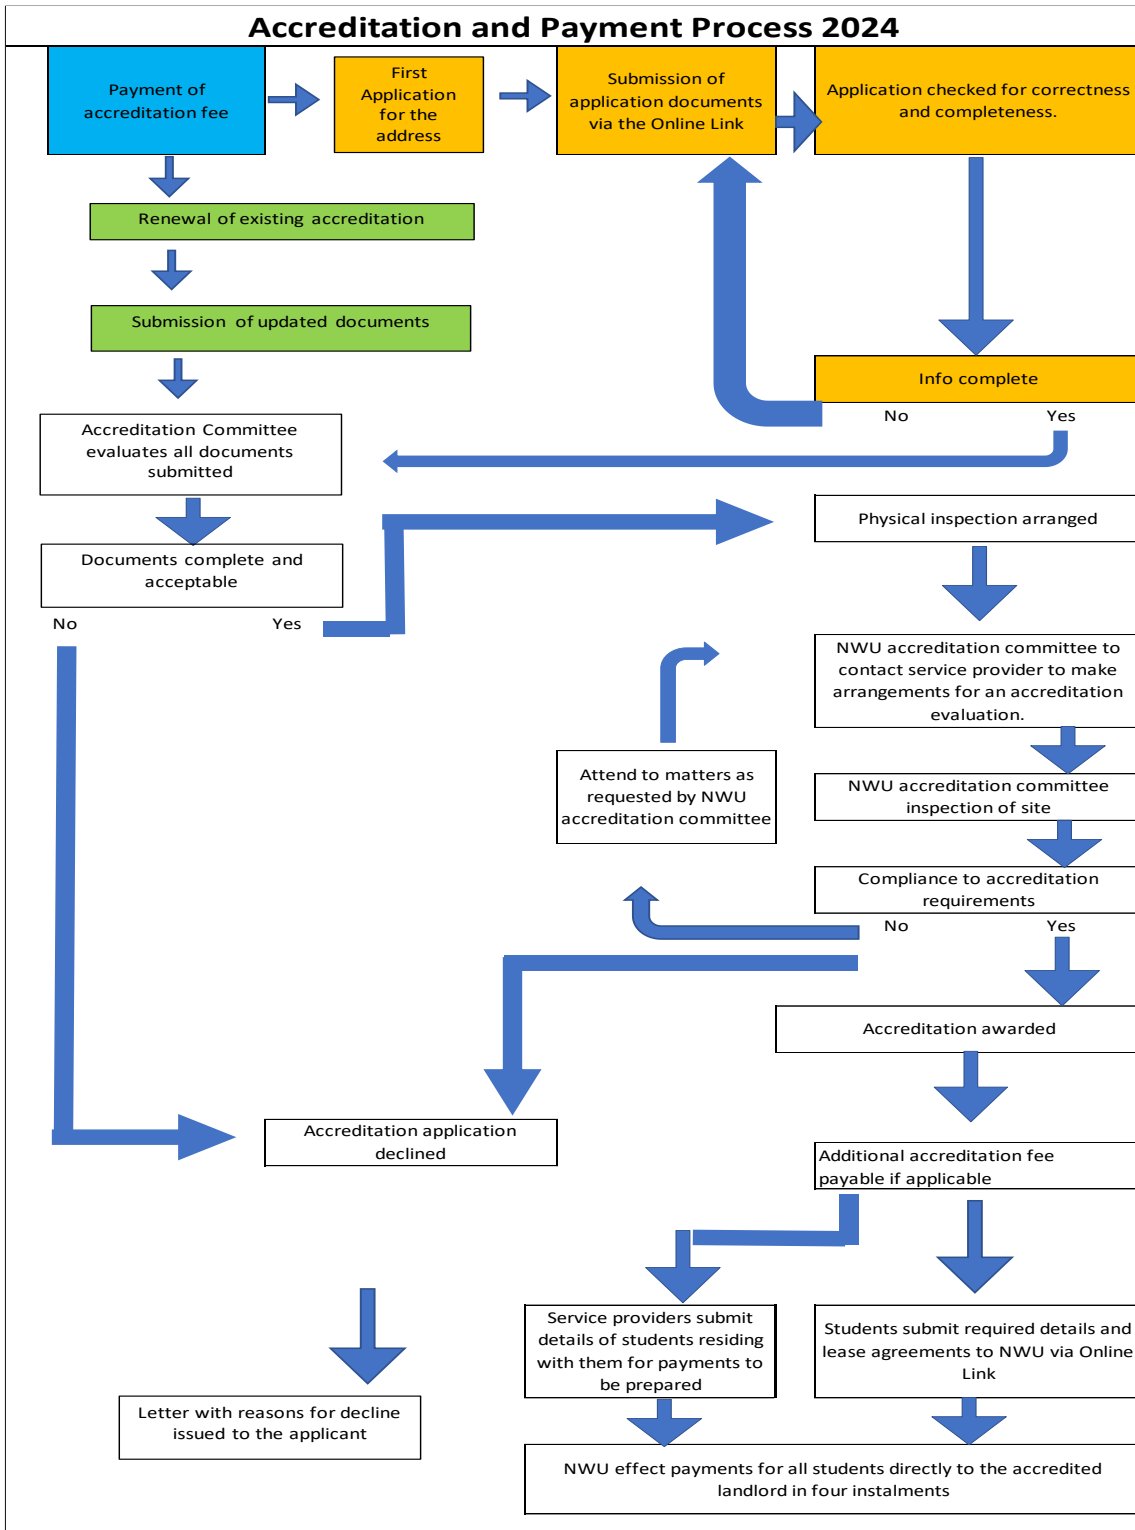 Accreditation and Payment Process 2024
Payment of
accreditation fee
First
Application
for the
address
Submission of
application documents
via the Online Link
Application checked for correctness
and completeness.
Renewal of existing accreditation
Submission of updated documents
Info complete
No Yes
Accreditation Committee
evaluates all documents
submitted
Physical inspection arranged
Documents complete and
acceptable
No Yes
NWU accreditation committee to
contact service provider to make
arrangements for an accreditation
evaluation.
Attend to matters as
requested by NWU
accreditation committee
NWU accreditation committee
inspection of site
Compliance to accreditation
requirements
No Yes
Accreditation awarded
Accreditation application
declined
Additional accreditation fee
payable if applicable
Service providers submit
details of students residing
with them for payments to
be prepared
Students submit required details and
lease agreements to NWU via Online
Link
Letter with reasons for decline
issued to the applicant
NWU effect payments for all students directly to the accredited
landlord in four instalments